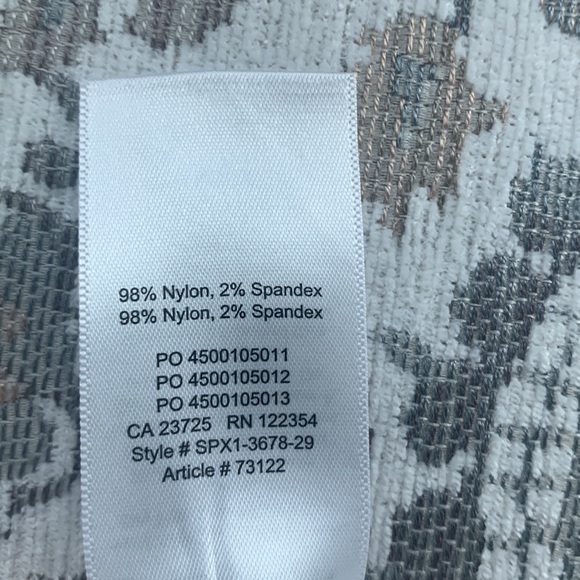 98% Nylon, 2% Spandex
98% Nylon, 2% Spandex
PO 4500105011
PO 4500105012
PO 4500105013
CA 23725 RN 122354
Style # SPX1-3678-29
Article # 73122